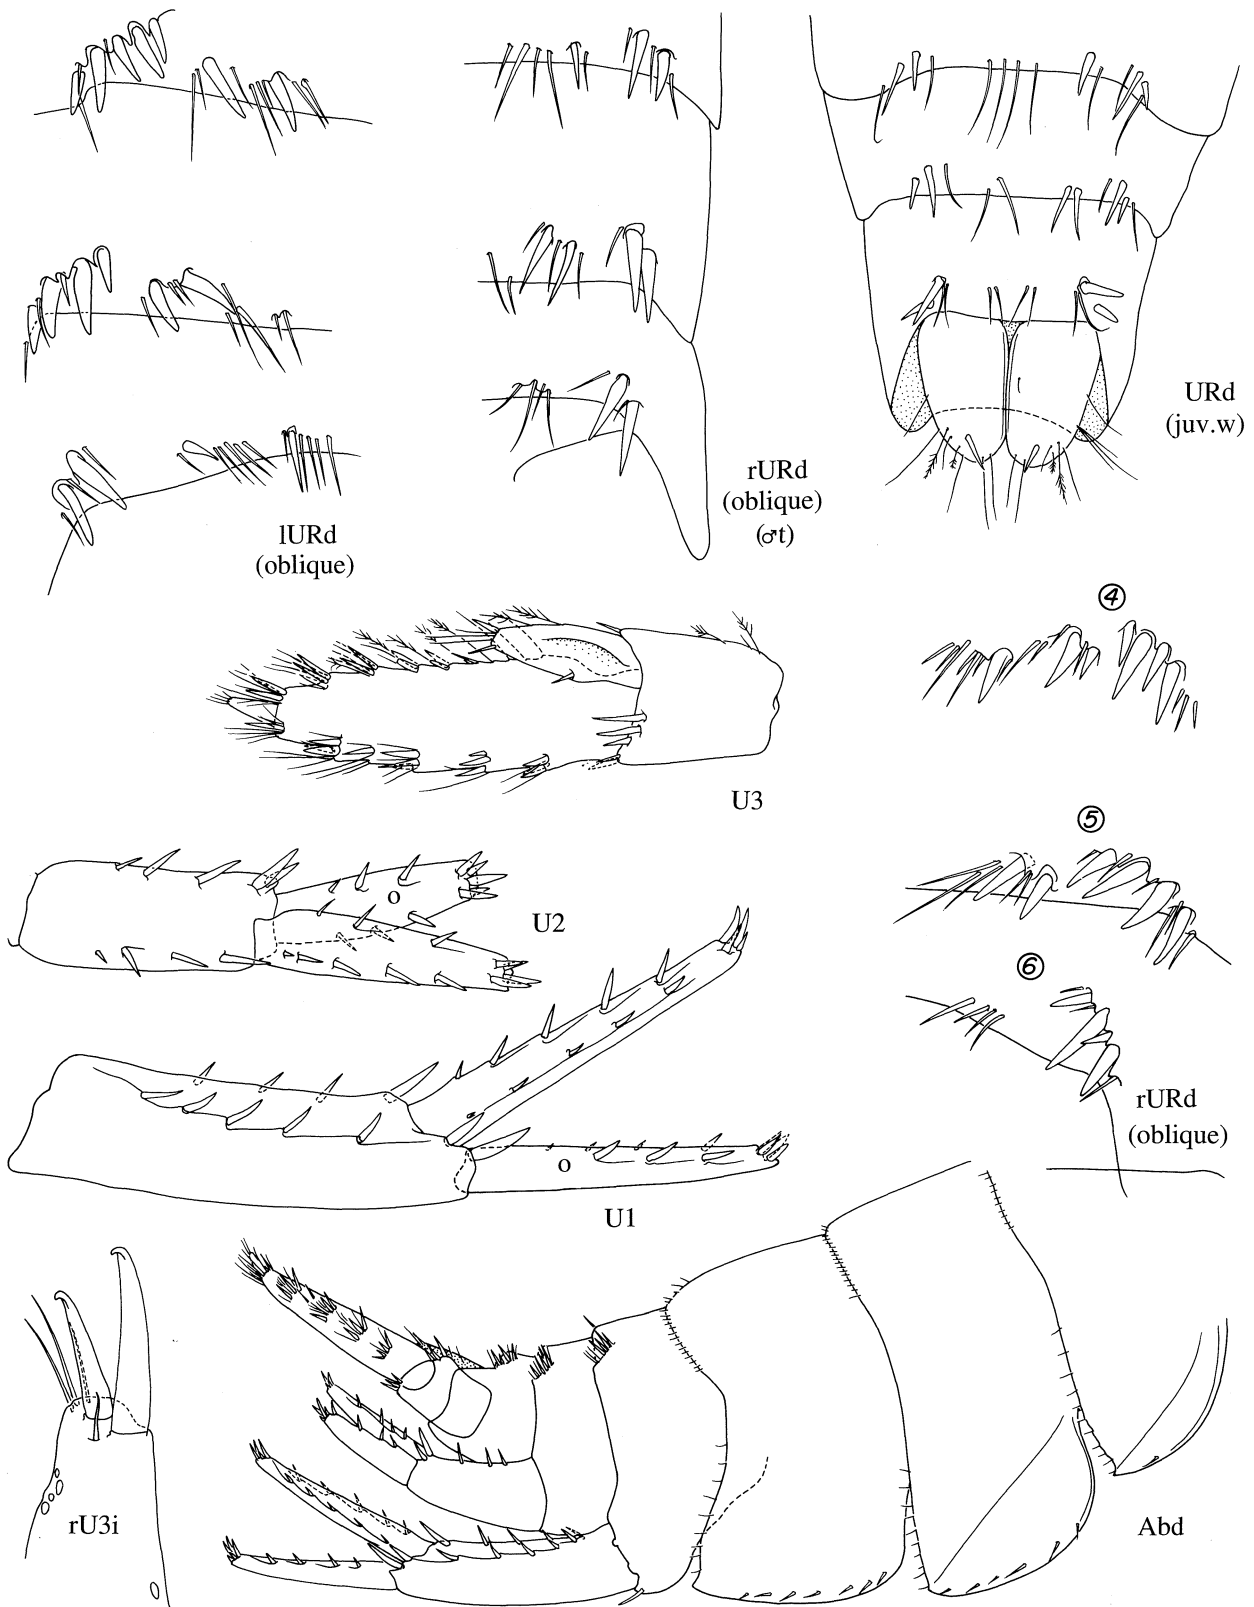 lURd
(oblique)
rURd
(oblique)
(♂t)
URd
(juv.w)
④
U3
⑤
U2
o
⑥
rURd
(oblique)
o
U1
rU3i
Abd